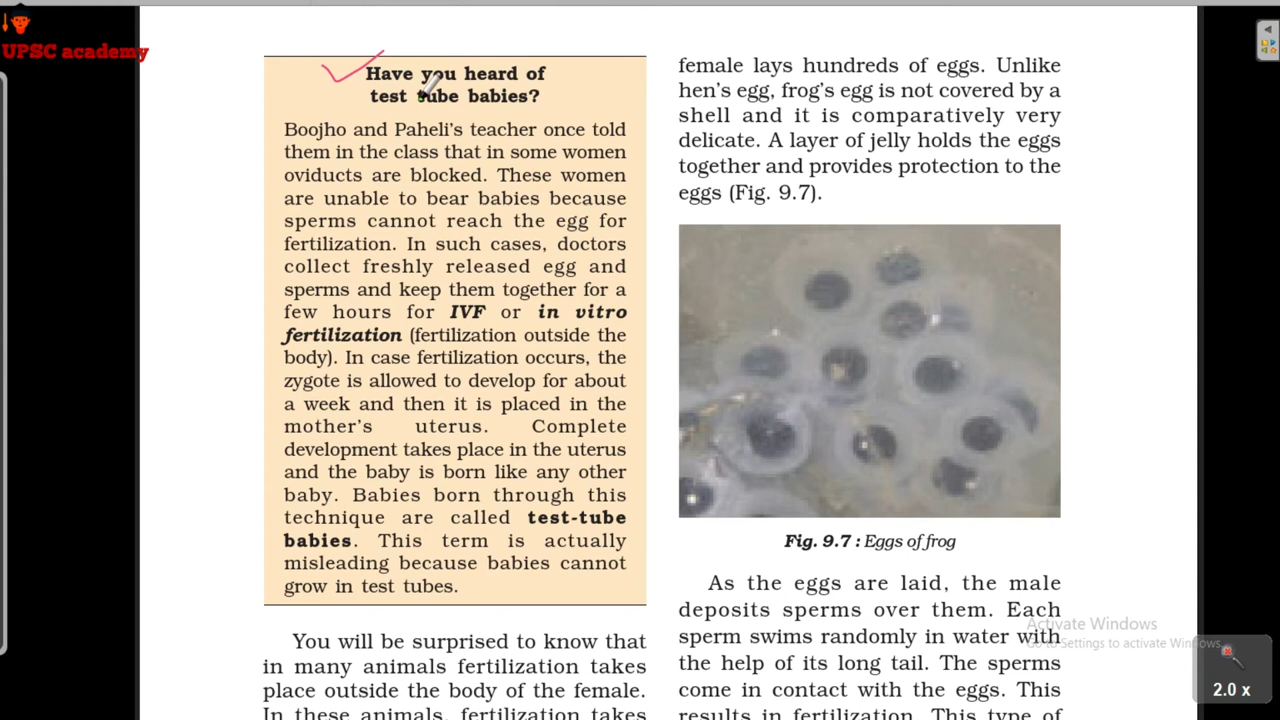 UPSC academy
Have you heard of
test tube babies?
Boojho and Paheli's teacher once told
them in the class that in some women
oviducts are blocked. These women
are unable to bear babies because
sperms cannot reach the egg for
fertilization. In such cases, doctors
collect freshly released egg and
sperms and keep them together for a
few hours for IVF or in vitro
fertilization (fertilization outside the
body). In case fertilization occurs, the
zygote is allowed to develop for about
a week and then it is placed in the
mother's uterus. Complete
development takes place in the uterus
and the baby is born like any other
baby. Babies born through this
technique are called test-tube
babies. This term is actually
misleading because babies cannot
grow in test tubes.
You will be surprised to know that
in many animals fertilization takes
place outside the body of the female.
In these animals, fertilization takes
female lays hundreds of eggs. Unlike
hen's egg, frog's egg is not covered by a
shell and it is comparatively very
delicate. A layer of jelly holds the eggs
together and provides protection to the
eggs (Fig. 9.7).
Fig. 9.7 : Eggs of frog
As the eggs are laid, the male
deposits sperms over them. Each
sperm swims randomly in water with
the help of its long tail. The sperms
come in contact with the eggs. This
results in fertilization. This type of
Activate Windows
Go to Settings to activate Windows.
2.0 x